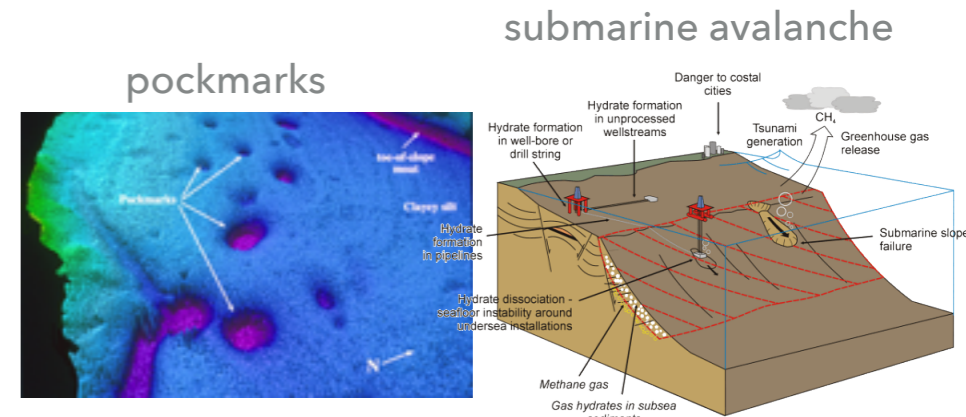 submarine avalanche
pockmarks
toe-of-slope
moat
Pockmarks
Clayey silt
N
Danger to costal
cities
Hydrate formation
in unprocessed
wellstreams
Hydrate formation
in well-bore or
drill string
CH₄
Tsunami
generation
Greenhouse gas
release
Hydrate
formation
in pipelines
Submarine slope
failure
Hydrate dissociation -
seafloor instability around
undersea installations
Methane gas
Gas hydrates in subsea
sediments